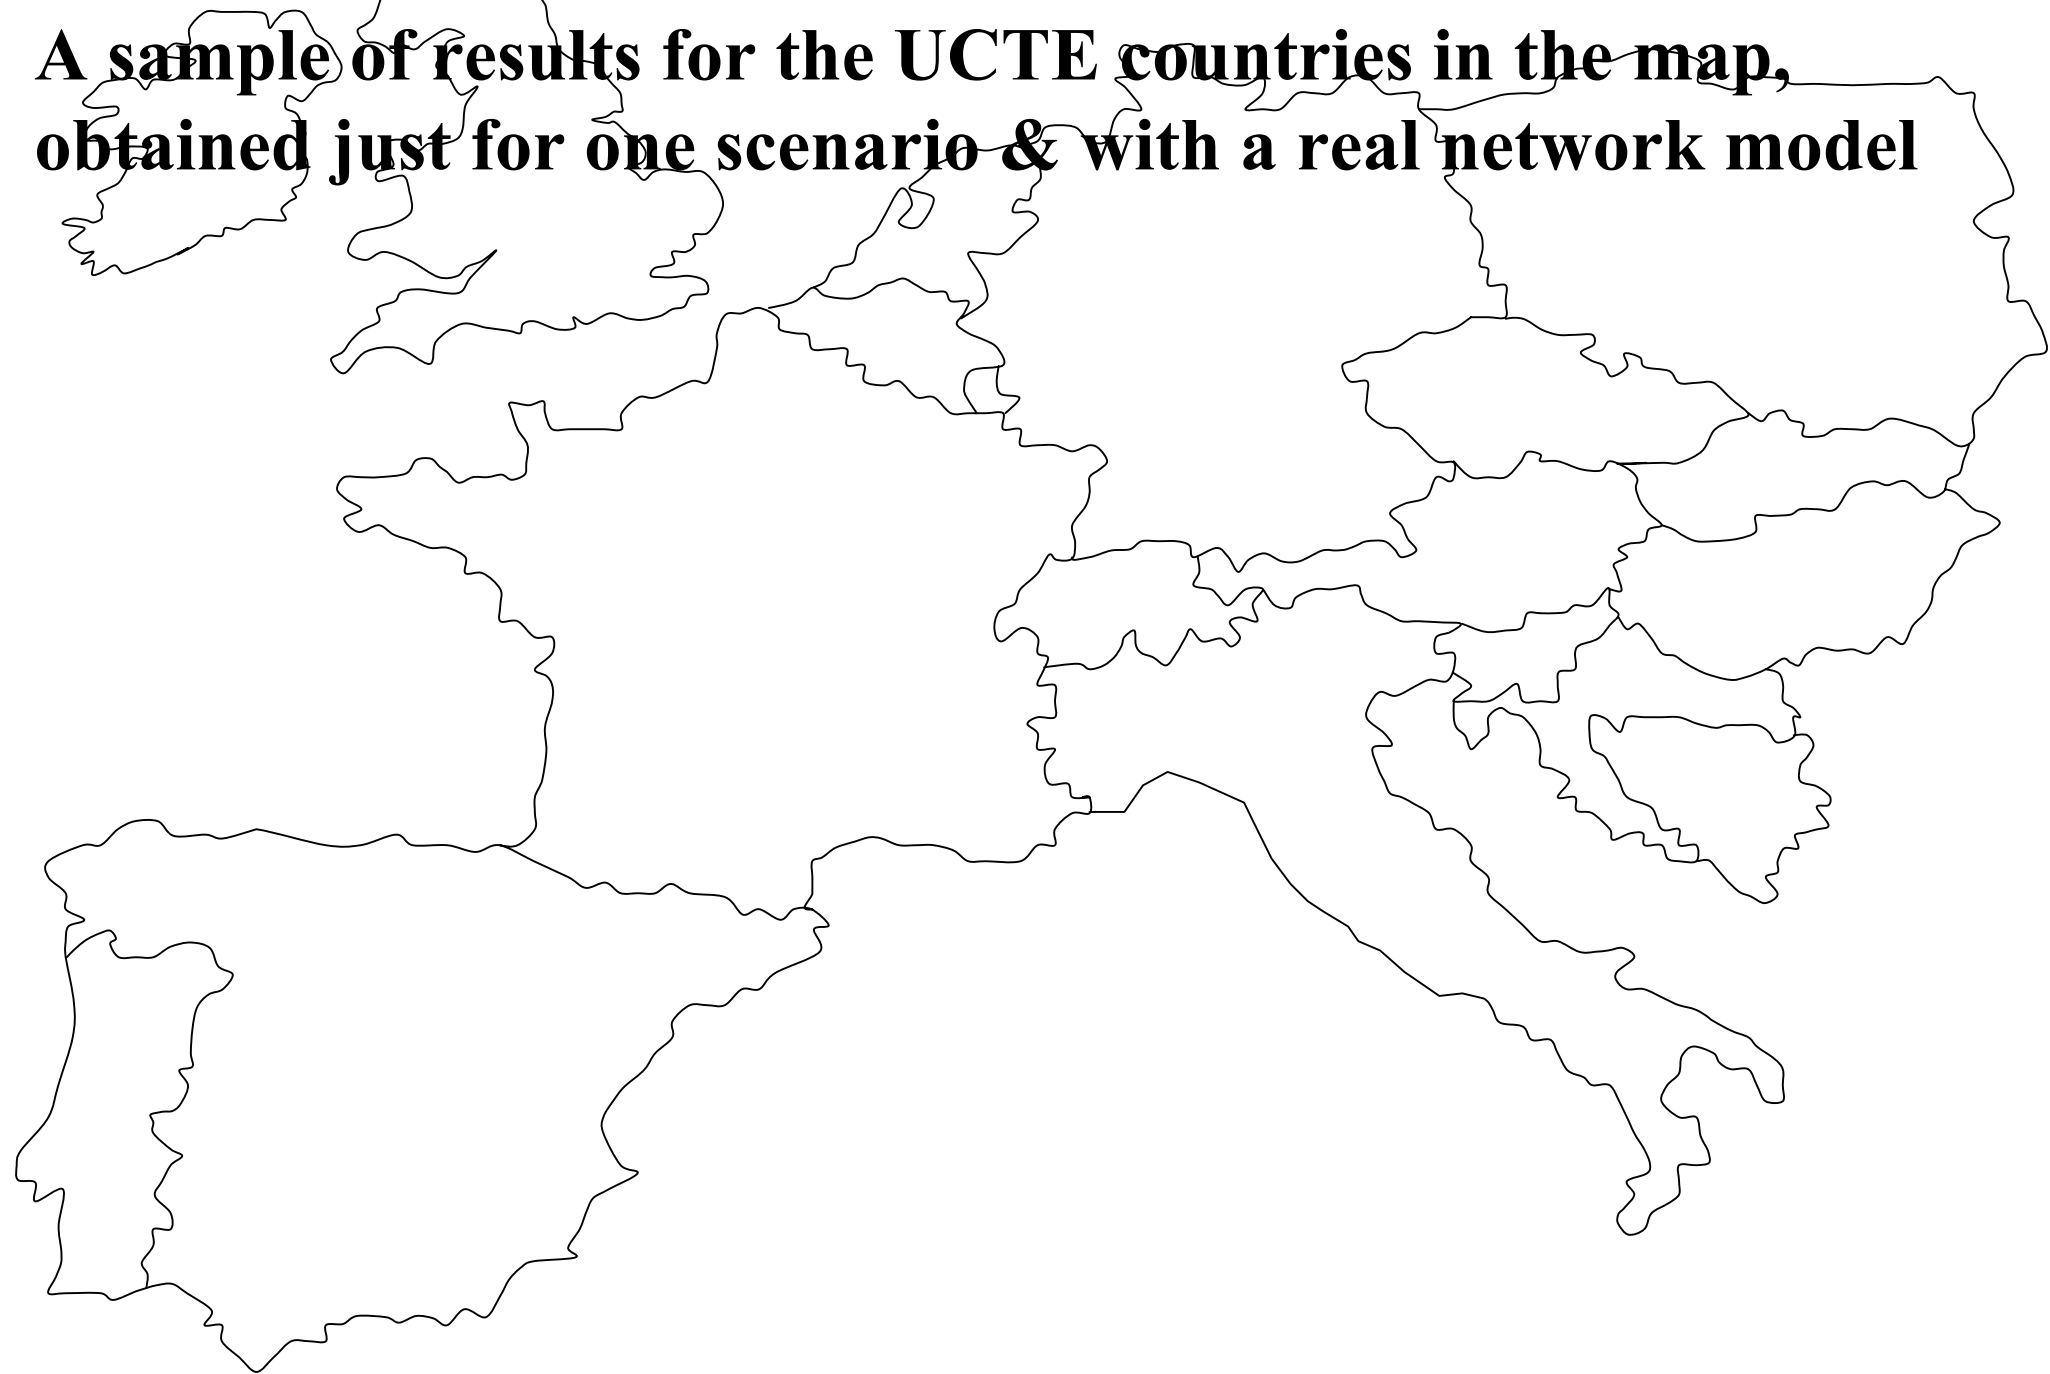 A sample of results for the UCTE countries in the map,
obtained just for one scenario & with a real network model